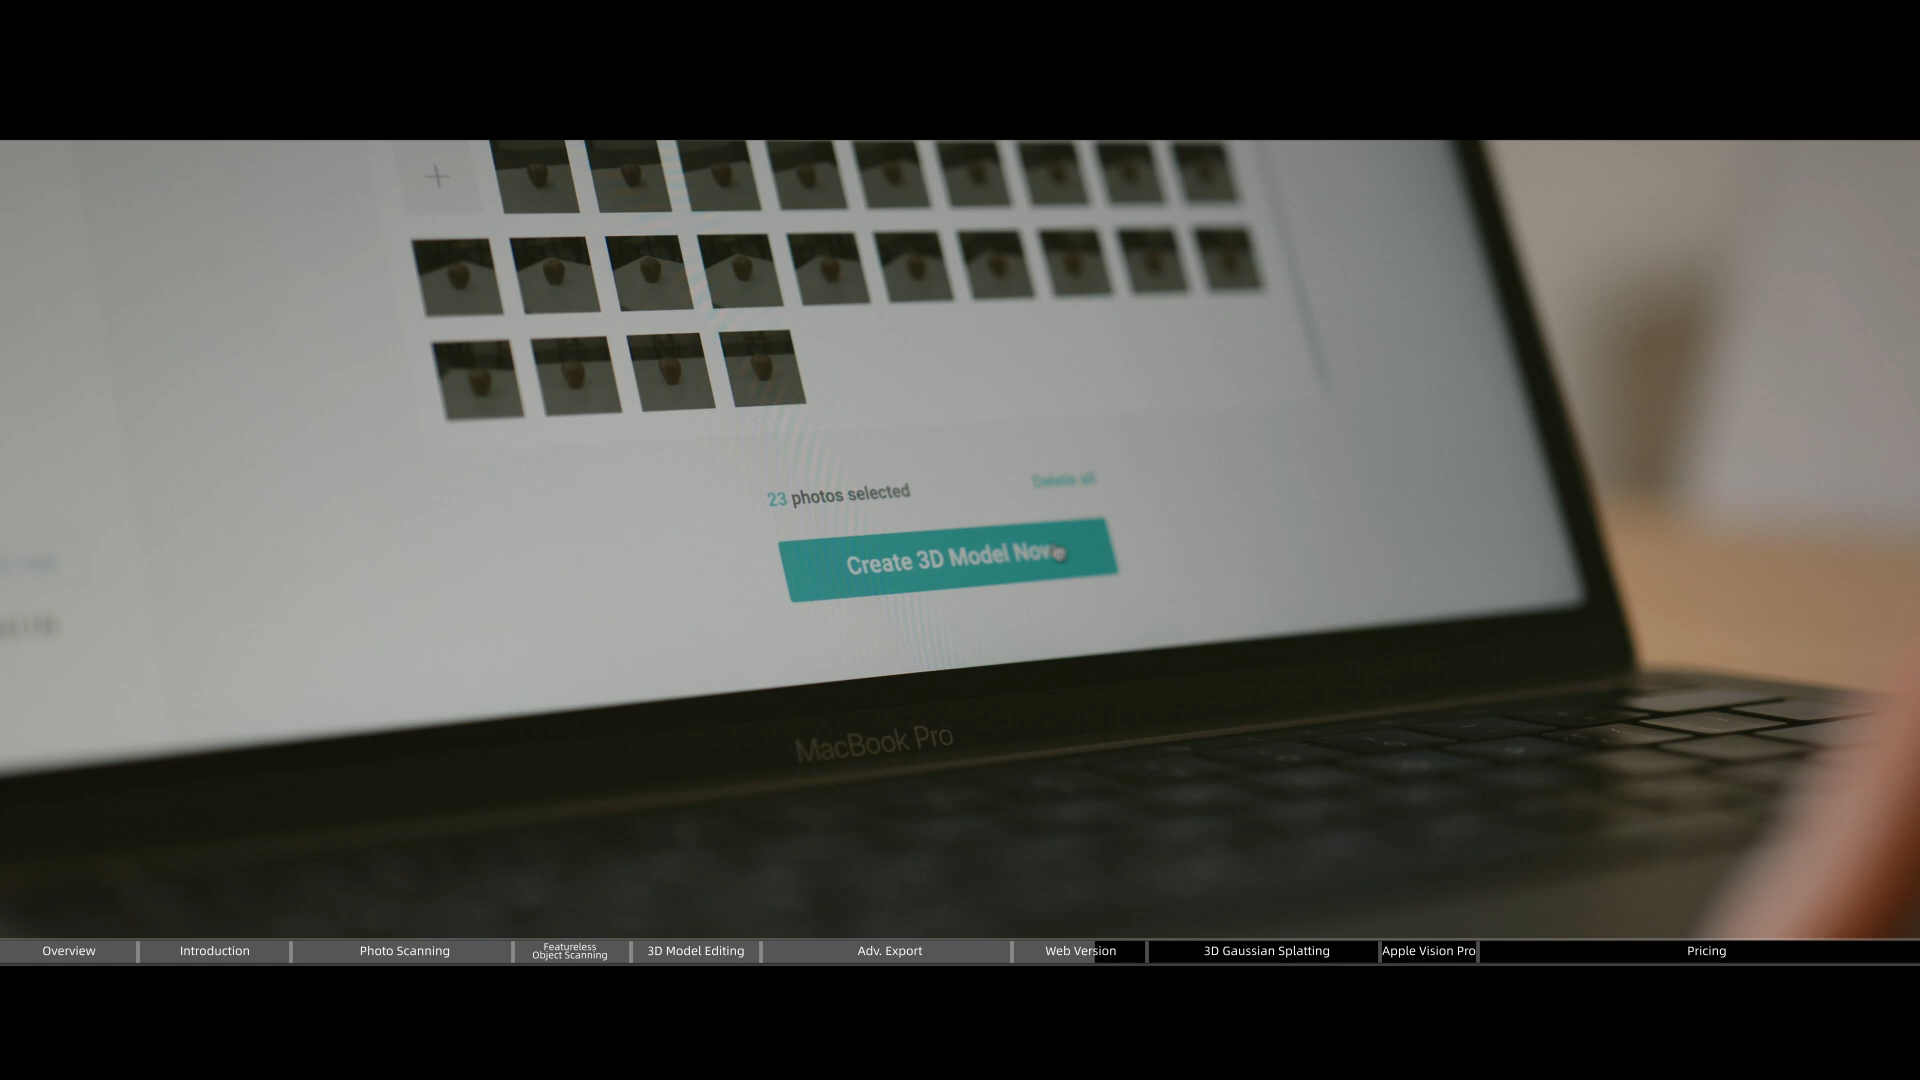 23 photos selected
Delete all
Create 3D Model Now
MacBook Pro
Overview
Introduction
Photo Scanning
Featureless
Object Scanning
3D Model Editing
Adv. Export
Web Version
3D Gaussian Splatting
Apple Vision Pro
Pricing